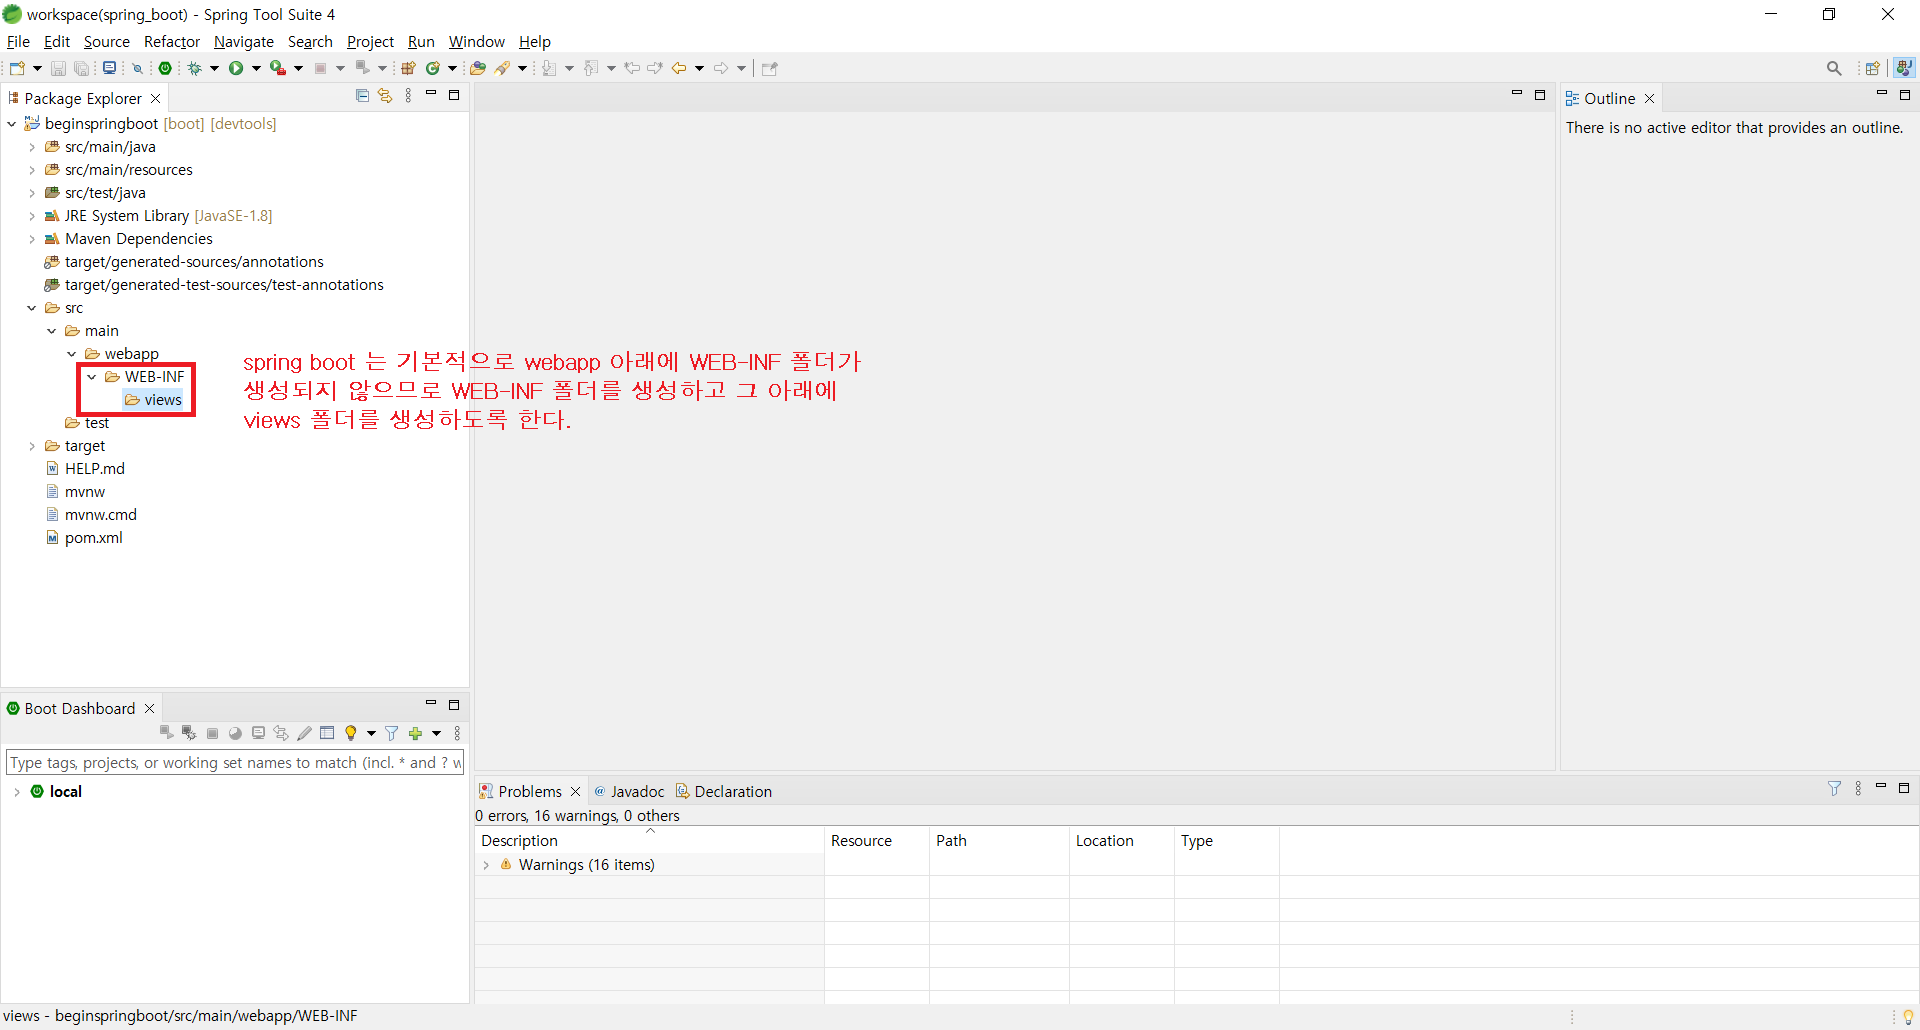 workspace(spring_boot) - Spring Tool Suite 4
File Edit Source Refactor Navigate Search Project Run Window Help
Package Explorer
beginspringboot [boot] [devtools]
src/main/java
src/main/resources
src/test/java
JRE System Library [JavaSE-1.8]
Maven Dependencies
target/generated-sources/annotations
target/generated-test-sources/test-annotations
src
main
webapp
WEB-INF
views
test
target
HELP.md
mvnw
mvnw.cmd
pom.xml
spring boot 는 기본적으로 webapp 아래에 WEB-INF 폴더가
생성되지 않으므로 WEB-INF 폴더를 생성하고 그 아래에
views 폴더를 생성하도록 한다.
Outline
There is no active editor that provides an outline.
Boot Dashboard
Type tags, projects, or working set names to match (incl. * and ? w
local
Problems Javadoc Declaration
0 errors, 16 warnings, 0 others
Description Resource Path Location Type
Warnings (16 items)
views - beginspringboot/src/main/webapp/WEB-INF